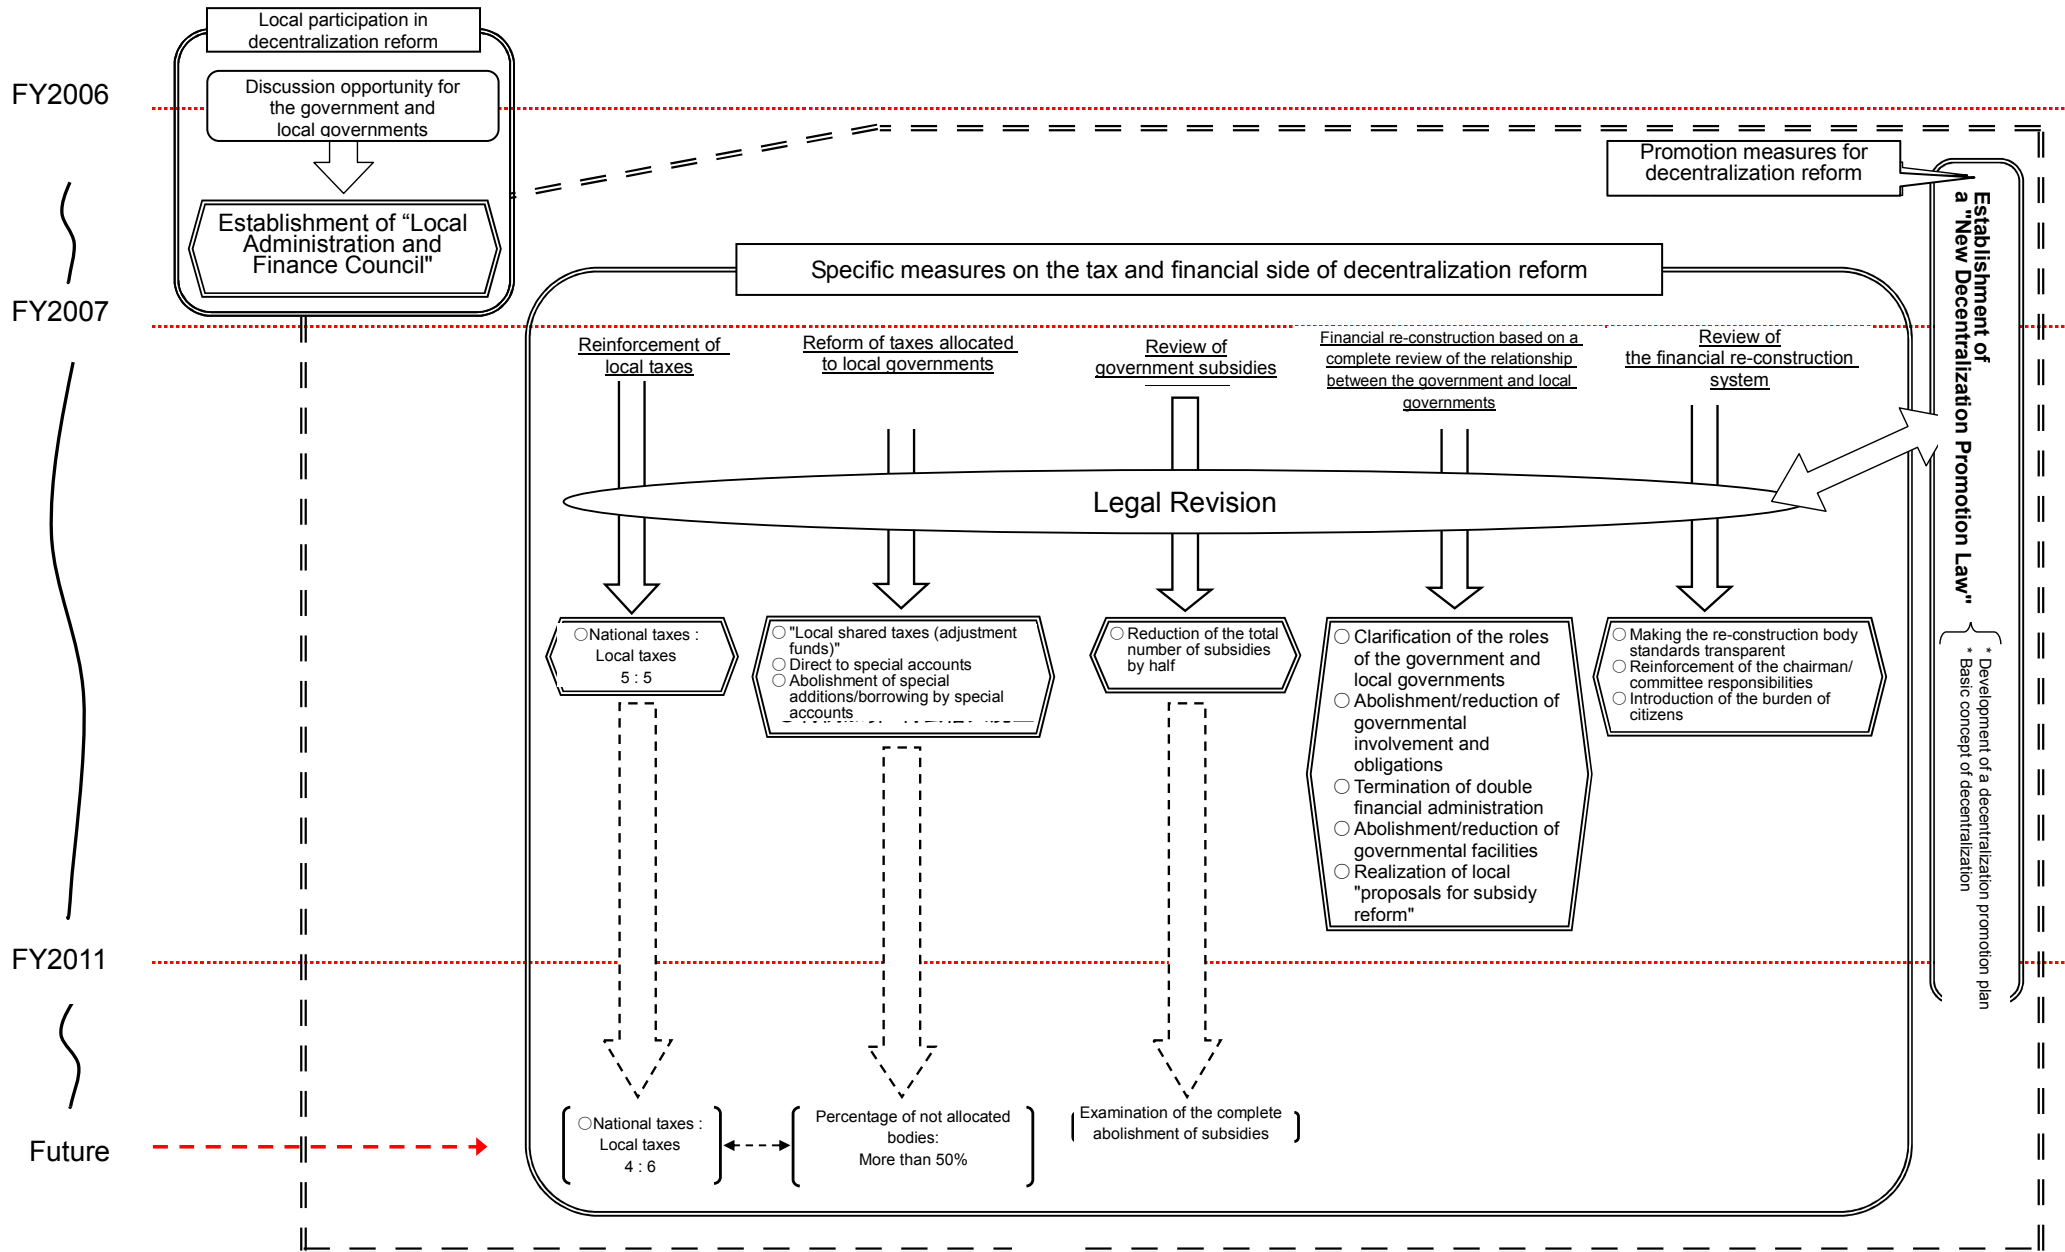 Local participation in
decentralization reform
FY2006
Discussion opportunity for
the government and
local governments
Establishment of “Local
Administration and
Finance Council"
Promotion measures for
decentralization reform
Establishment of
a "New Decentralization Promotion Law"
* Development of a decentralization promotion plan
* Basic concept of decentralization
Specific measures on the tax and financial side of decentralization reform
FY2007
Reinforcement of
local taxes
Reform of taxes allocated
to local governments
Review of
government subsidies
Financial re-construction based on a
complete review of the relationship
between the government and local
governments
Review of
the financial re-construction
system
Legal Revision
○National taxes :
Local taxes
5 : 5
○ "Local shared taxes (adjustment
funds)"
○ Direct to special accounts
○ Abolishment of special
additions/borrowing by special
accounts
○ Reduction of the total
number of subsidies
by half
○ Clarification of the roles
of the government and
local governments
○ Abolishment/reduction of
governmental
involvement and
obligations
○ Termination of double
financial administration
○ Abolishment/reduction of
governmental facilities
○ Realization of local
"proposals for subsidy
reform"
○ Making the re-construction body
standards transparent
○ Reinforcement of the chairman/
committee responsibilities
○ Introduction of the burden of
citizens
FY2011
Future
○National taxes :
Local taxes
4 : 6
Percentage of not allocated
bodies:
More than 50%
Examination of the complete
abolishment of subsidies